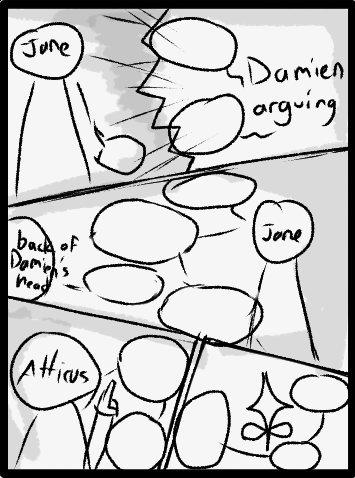 Jane
Damien
arguing
Jane
back of
Damien's
head
Atticus